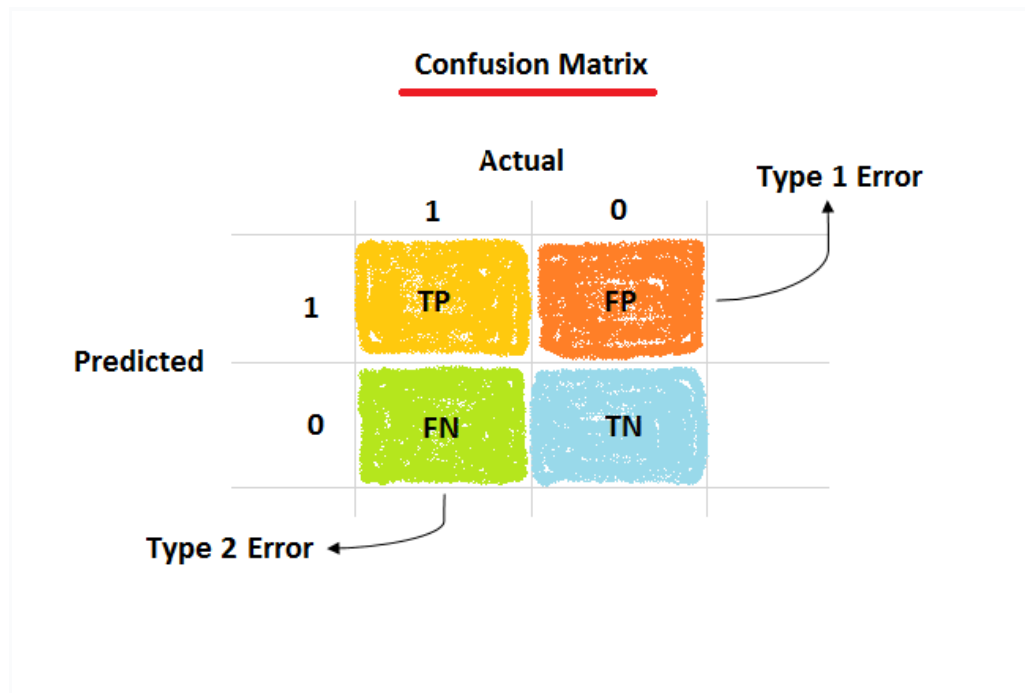 Confusion Matrix
Actual
Type 1 Error
1 0
1 TP FP
Predicted
0 FN TN
Type 2 Error